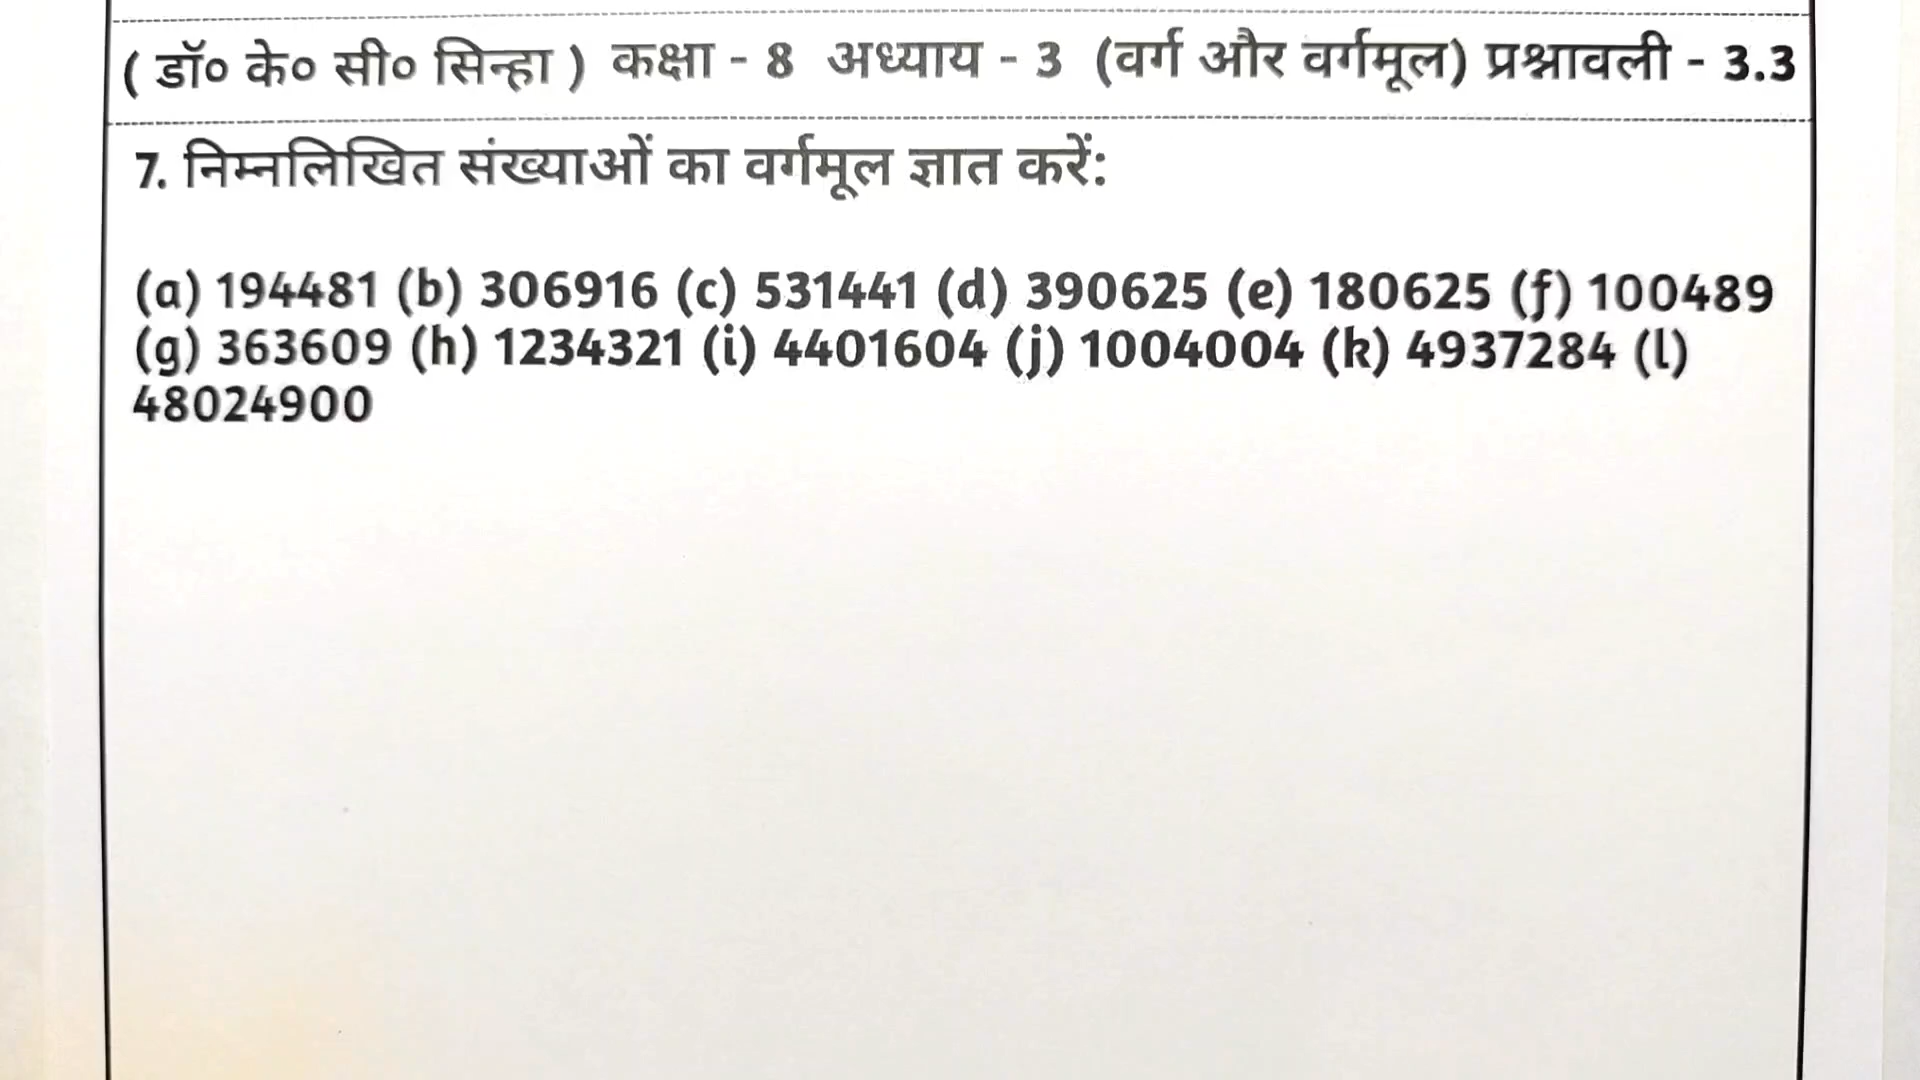 ( डॉ० के० सी० सिन्हा ) कक्षा - 8 अध्याय - 3 (वर्ग और वर्गमूल) प्रश्नावली - 3.3
7. निम्नलिखित संख्याओं का वर्गमूल ज्ञात करें:
(a) 194481 (b) 306916 (c) 531441 (d) 390625 (e) 180625 (f) 100489
(g) 363609 (h) 1234321 (i) 4401604 (j) 1004004 (k) 4937284 (l)
48024900